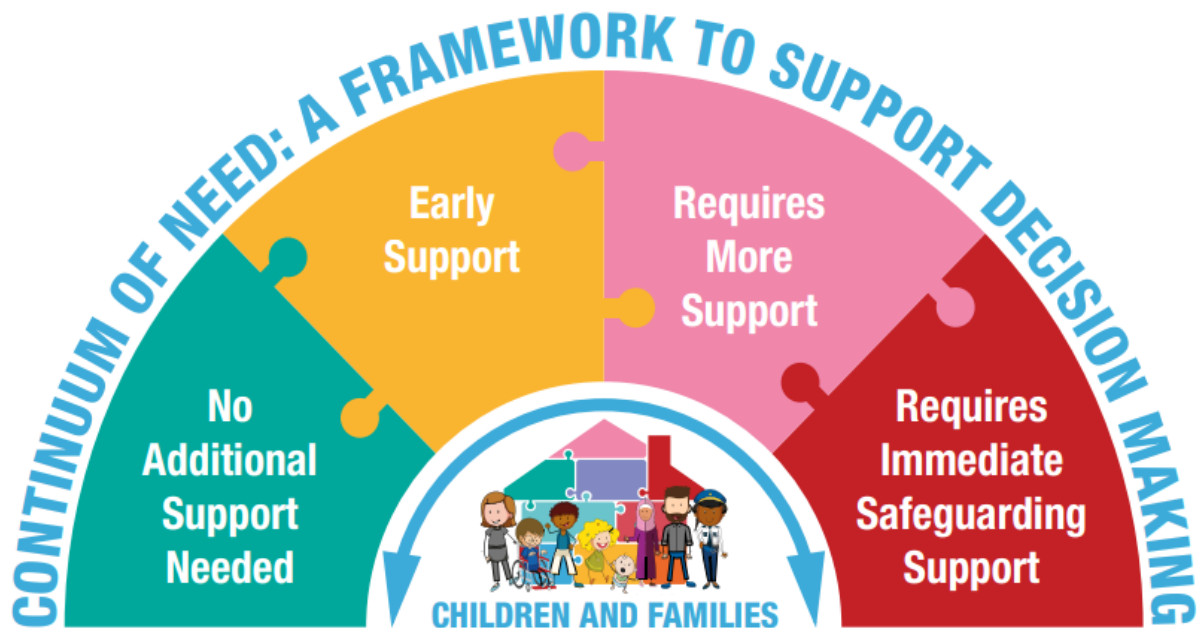 CONTINUUM OF NEED: A FRAMEWORK TO SUPPORT DECISION MAKING
No
Additional
Support
Needed
Early
Support
Requires
More
Support
Requires
Immediate
Safeguarding
Support
CHILDREN AND FAMILIES